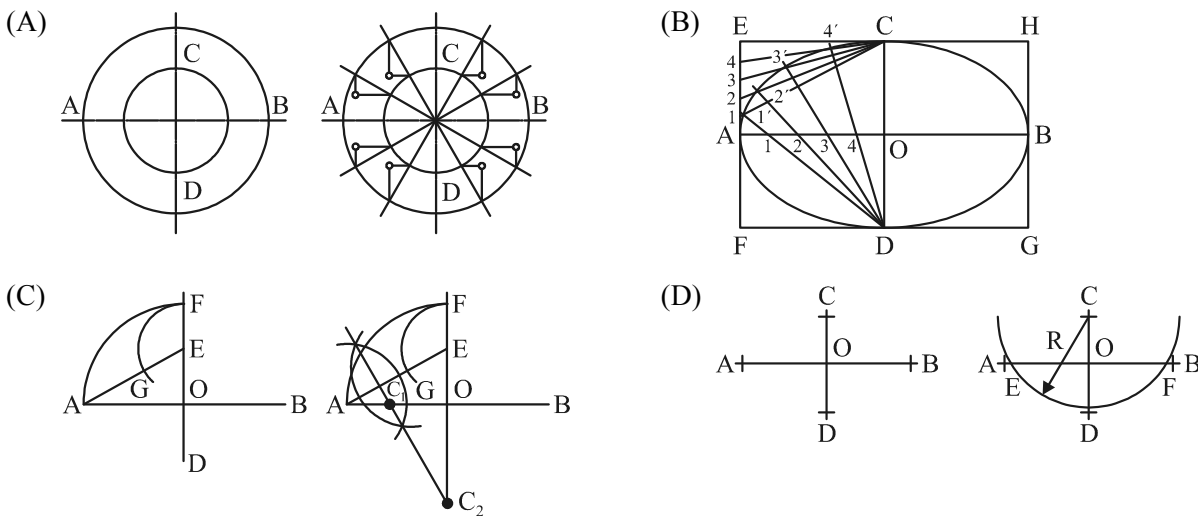 (A)
C
A B
D
C
A B
D
(B)
E C 4´ H
4 3´
3
2 2´
1 1´
A 1 2 3 4 O B
F D G
(C)
F
E
G O
A B
D
F
E
G O
A C1 B
C2
(D)
C
O
A B
D
C
R O
A B
E F
D